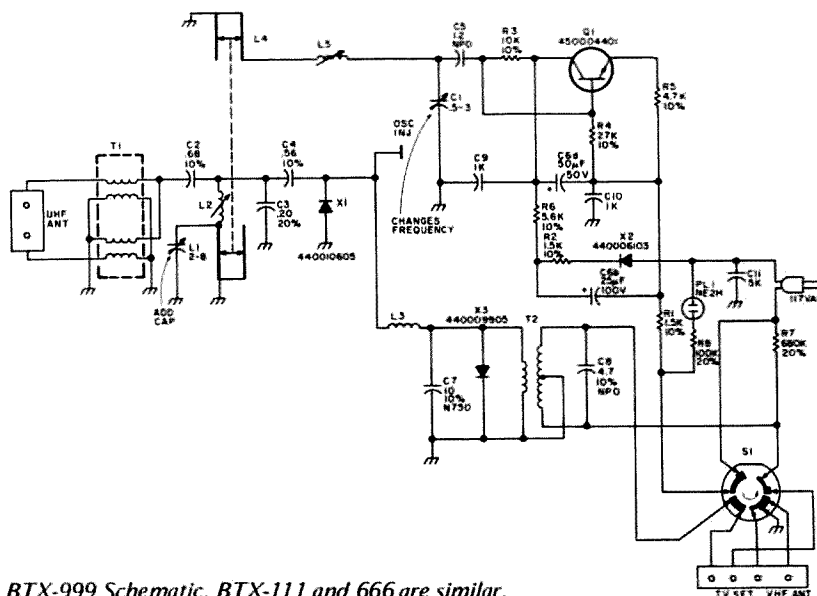 L4
L5
C5
12
NPO
R3
10K
10%
Q1
450004401
R5
4.7K
10%
C1
.5-3
OSC
INJ
R4
27K
10%
T1
C2
.68
10%
C4
.56
10%
C9
1K
C6d
50µF
50V
C10
1K
UHF
ANT
L2
C3
.20
20%
X1
440010605
CHANGES
FREQUENCY
R6
5.6K
10%
R2
1.5K
10%
X2
440006103
L1
2-8
ADD
CAP
C6b
25µF
100V
PL1
NE2H
C11
5K
117VAC
L3
X3
440009905
T2
R1
1.5K
10%
R8
100K
20%
R7
680K
20%
C7
10
10%
N750
C8
4.7
10%
NPO
S1
TV SET
VHF ANT
BTX-999 Schematic. BTX-111 and 666 are similar.